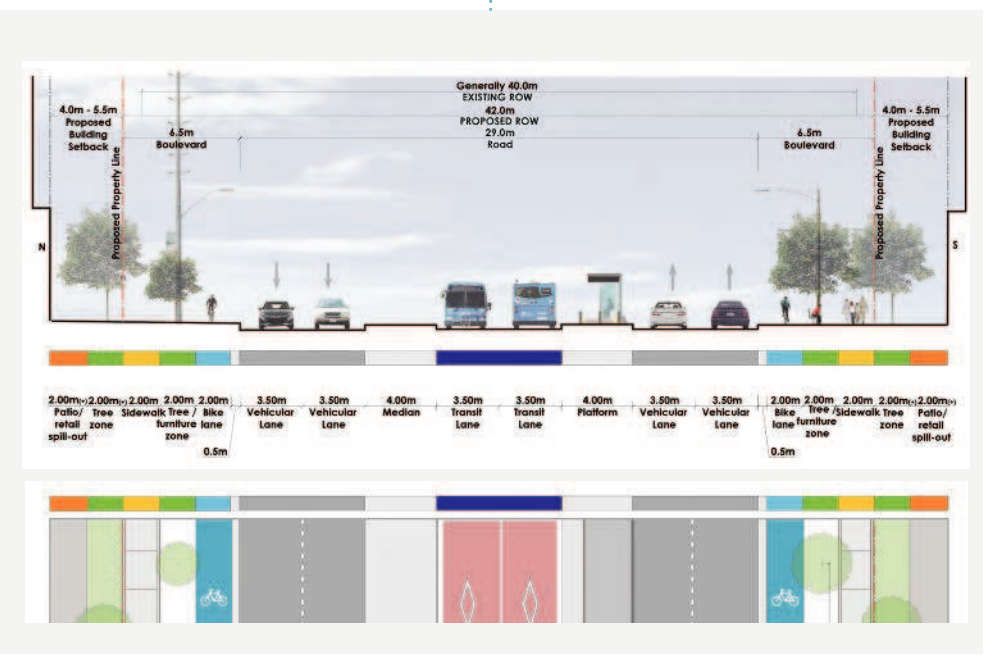 Generally 40.0m
EXISTING ROW
42.0m
PROPOSED ROW
29.0m
Road
4.0m - 5.5m
Proposed
Building
Setback
Proposed Property Line
6.5m
Boulevard
6.5m
Boulevard
Proposed Property Line
4.0m - 5.5m
Proposed
Building
Setback
N
S
2.00m(+)
Patio/
retail
spill-out
2.00m(+)
Tree
zone
2.00m
Sidewalk
2.00m
Tree /
furniture
zone
2.00m
Bike
lane
0.5m
3.50m
Vehicular
Lane
3.50m
Vehicular
Lane
4.00m
Median
3.50m
Transit
Lane
3.50m
Transit
Lane
4.00m
Platform
3.50m
Vehicular
Lane
3.50m
Vehicular
Lane
0.5m
2.00m
Bike
lane
2.00m
Tree /
furniture
zone
2.00m
Sidewalk
2.00m(+)
Tree
zone
2.00m(+)
Patio/
retail
spill-out